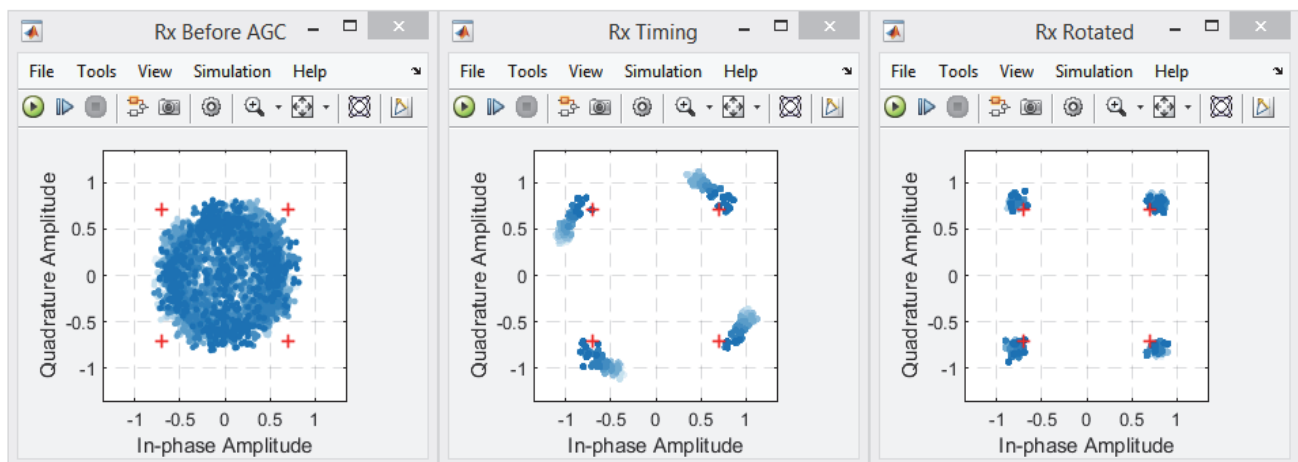 Rx Before AGC
File Tools View Simulation Help
Quadrature Amplitude
1
0.5
0
-0.5
-1
-1 -0.5 0 0.5 1
In-phase Amplitude
Rx Timing
File Tools View Simulation Help
Quadrature Amplitude
1
0.5
0
-0.5
-1
-1 -0.5 0 0.5 1
In-phase Amplitude
Rx Rotated
File Tools View Simulation Help
Quadrature Amplitude
1
0.5
0
-0.5
-1
-1 -0.5 0 0.5 1
In-phase Amplitude